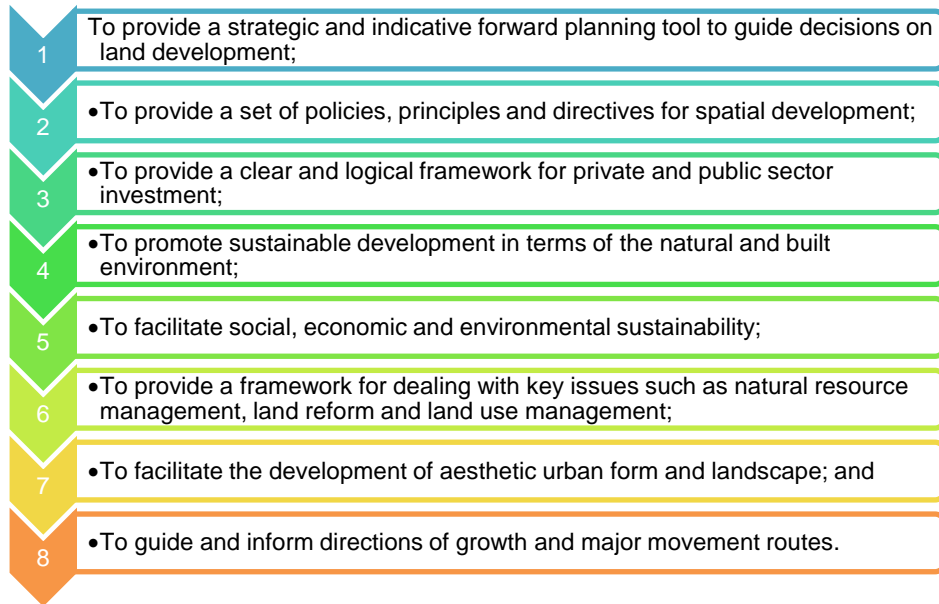 1
To provide a strategic and indicative forward planning tool to guide decisions on
land development;
2
•To provide a set of policies, principles and directives for spatial development;
3
•To provide a clear and logical framework for private and public sector
investment;
4
•To promote sustainable development in terms of the natural and built
environment;
5
•To facilitate social, economic and environmental sustainability;
6
•To provide a framework for dealing with key issues such as natural resource
management, land reform and land use management;
7
•To facilitate the development of aesthetic urban form and landscape; and
8
•To guide and inform directions of growth and major movement routes.